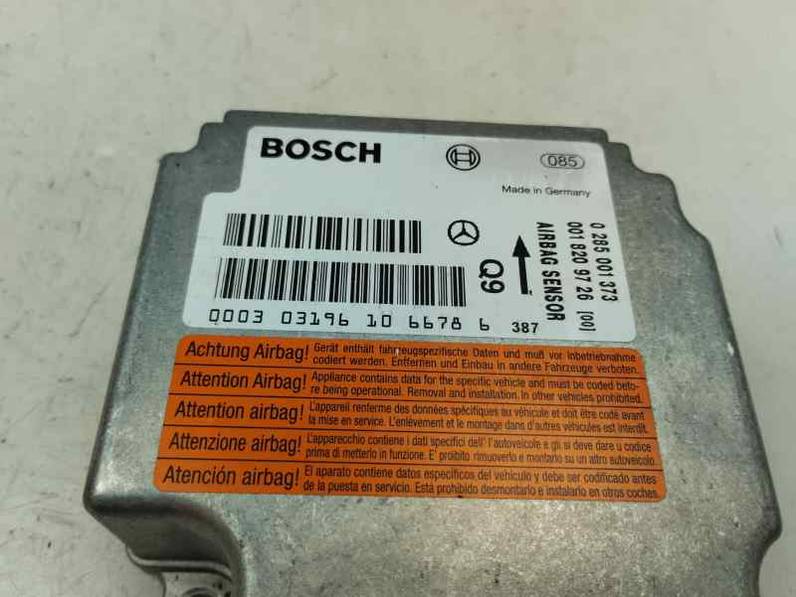 BOSCH
085
Made in Germany
0 285 001 373
001 820 97 26 [00]
AIRBAG SENSOR
Q9
0003 03196 10 6678 6
387
Achtung Airbag! Gerät enthält fahrzeugspezifische Daten und muß vor Inbetriebnahme
codiert werden. Entfernen und Einbau in andere Fahrzeuge verboten.
Attention Airbag! Appliance contains data for the specific vehicle and must be coded befo-
re being operational. Removal and installation. In other vehicles prohibited.
Attention airbag! L'appareil renferme des données spécifiques au véhicule et doit être codé avant
la mise en service. L'enlèvement et le montage dans d'autres véhicules est interdit.
Attenzione airbag! L'apparecchio contiene i dati specifici dell' l'autoveicolo e gli si deve dare u codice
prima di metterlo in funzione. E' proibito rimuoverlo e montarlo su un altro autoveicolo.
Atención airbag! El aparato contiene datos específicos del vehículo y debe ser codificado antes
de la puesta en servicio. Está prohibido desmontarlo e instalarlo en otros coches.